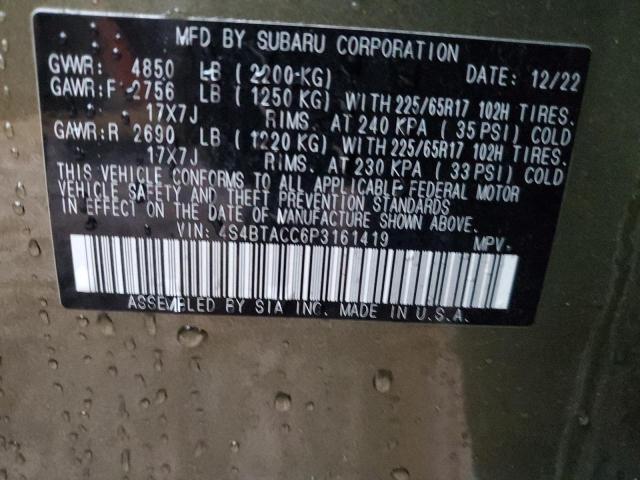 MFD BY SUBARU CORPORATION
GVWR: 4850 LB (2200-KG) DATE: 12/22
GAWR:F 2756 LB (1250 KG) WITH 225/65R17 102H TIRES.
17X7J RIMS. AT 240 KPA (35 PSI) COLD
GAWR:R 2690 LB (1220 KG) WITH 225/65R17 102H TIRES.
17X7J RIMS. AT 230 KPA (33 PSI) COLD
THIS VEHICLE CONFORMS TO ALL APPLICABLE FEDERAL MOTOR
VEHICLE SAFETY AND THEFT PREVENTION STANDARDS
IN EFFECT ON THE DATE OF MANUFACTURE SHOWN ABOVE.
VIN: 4S4BTACC6P3161419 MPV.
ASSEMBLED BY SIA INC. MADE IN U.S.A.